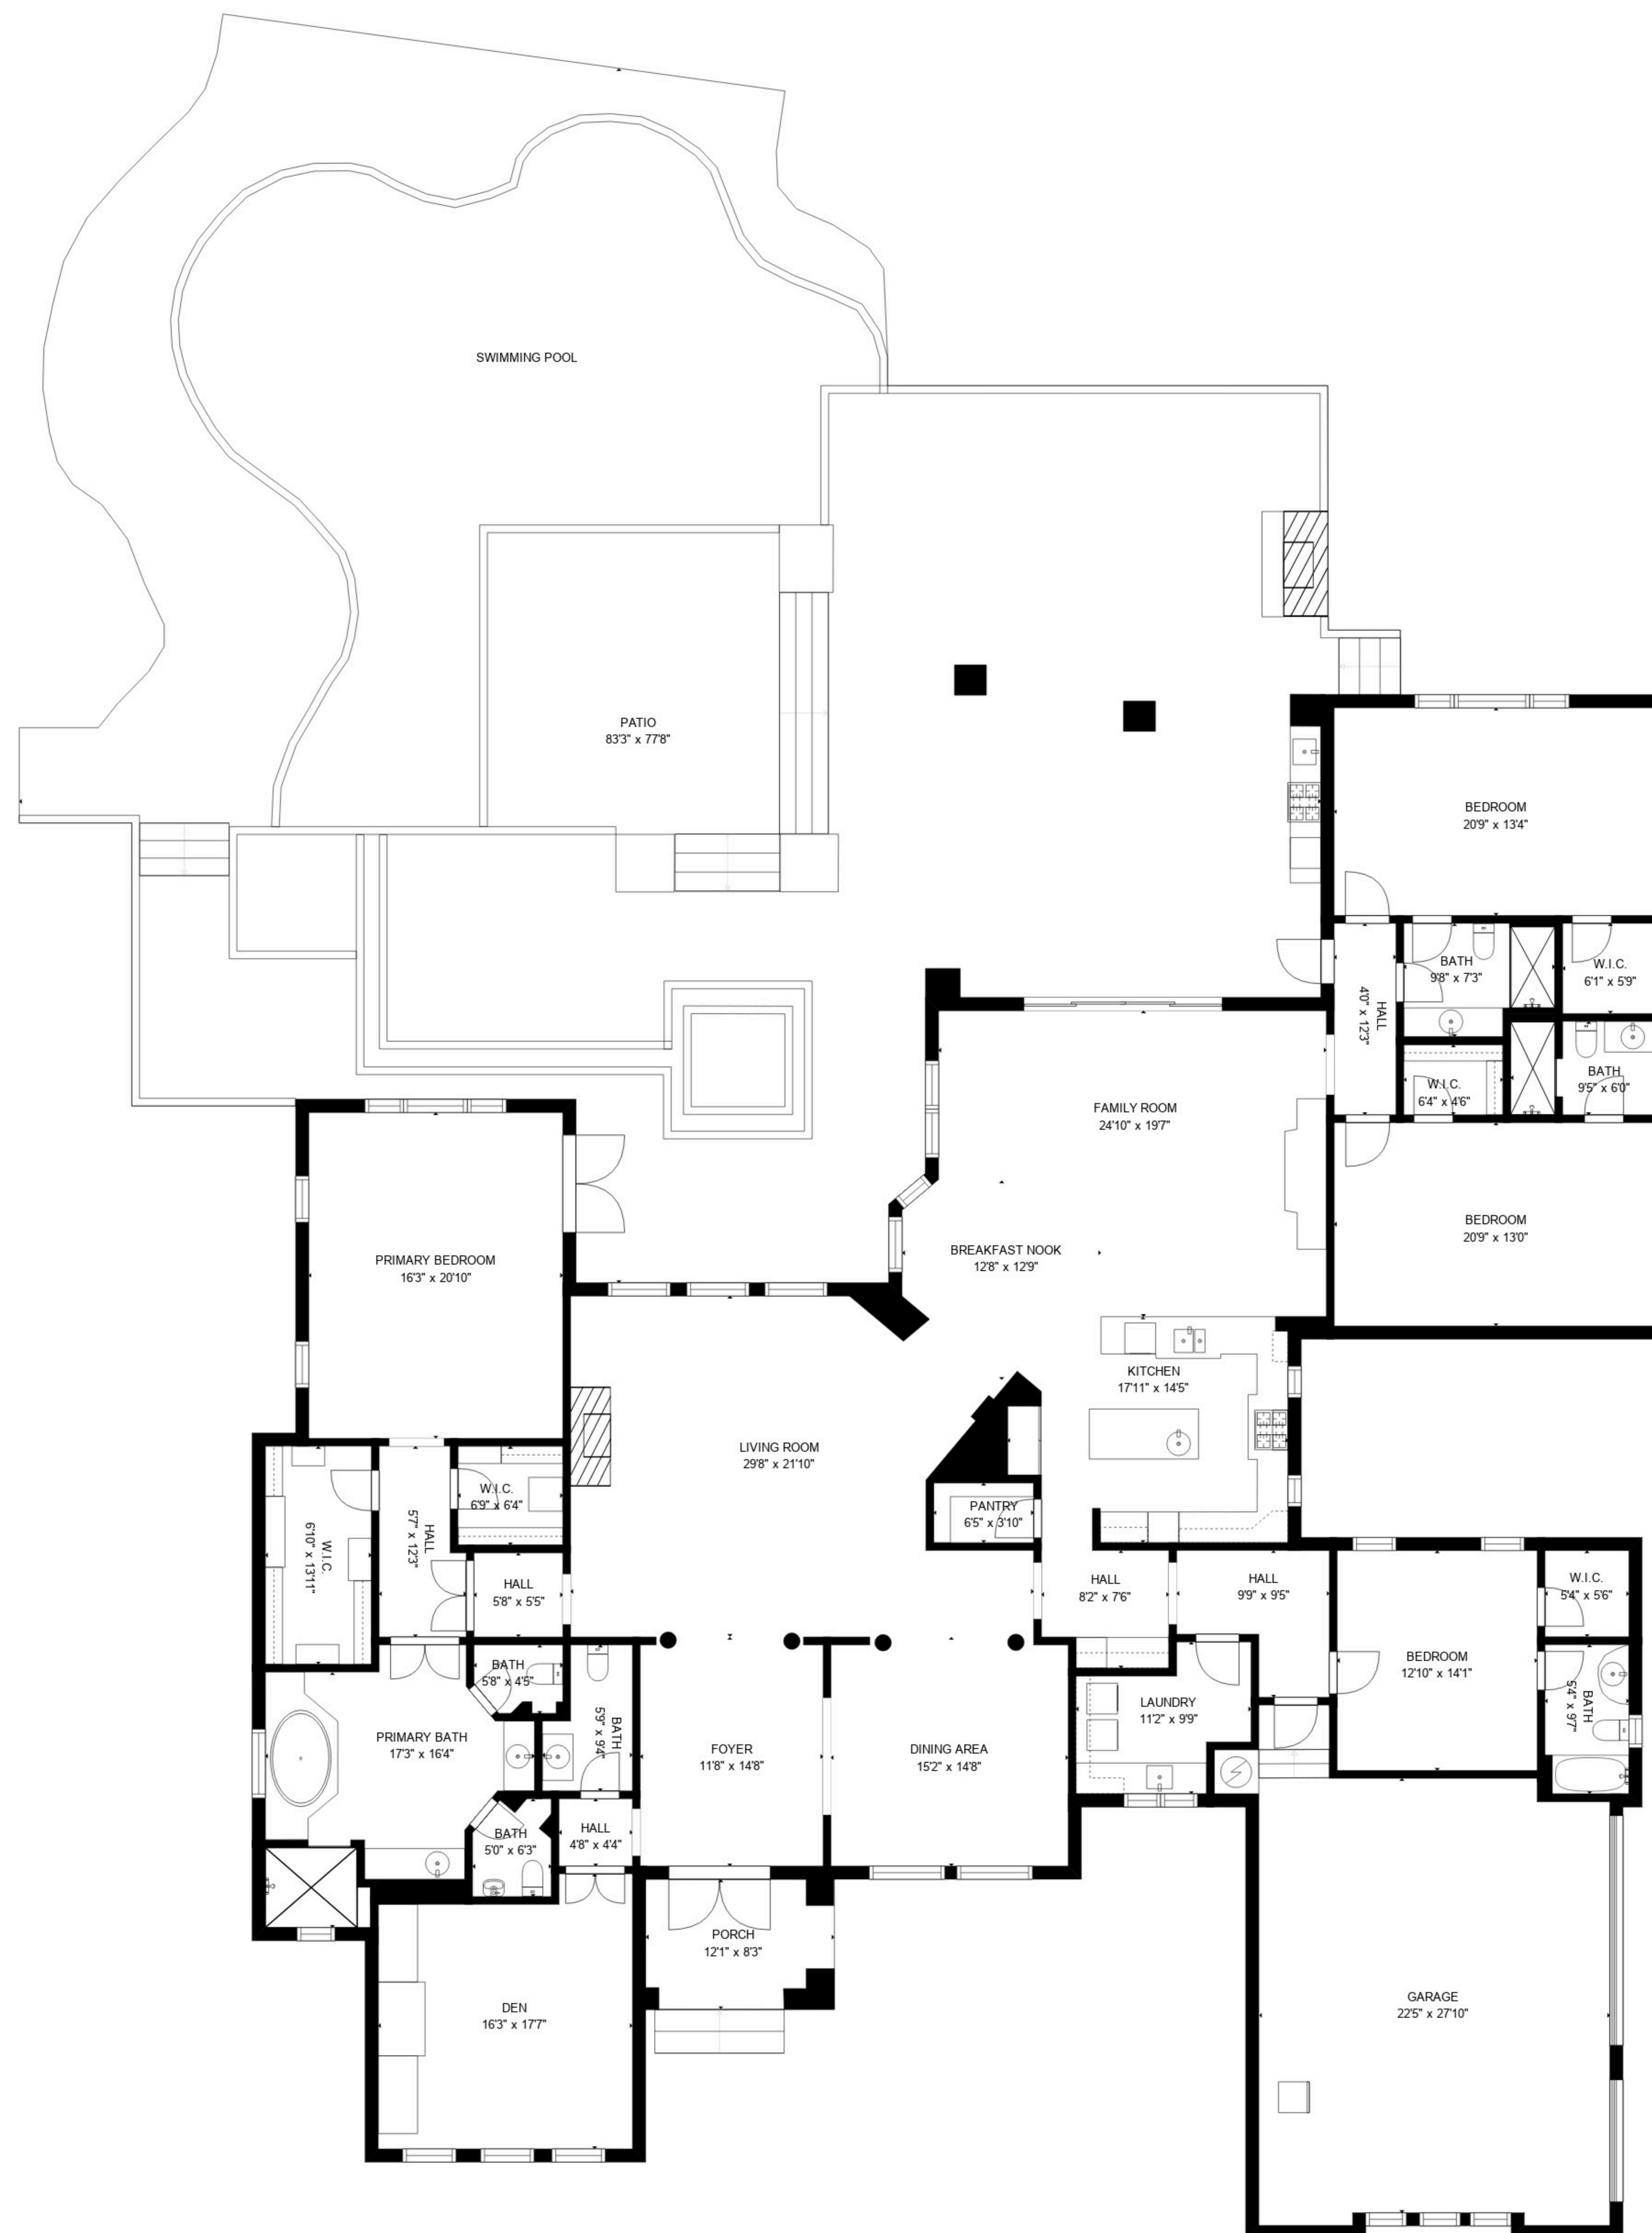 SWIMMING POOL
PATIO
83'3" x 77'8"
BEDROOM
20'9" x 13'4"
BATH
9'8" x 7'3"
W.I.C.
6'1" x 5'9"
HALL
4'0" x 12'3"
W.I.C.
6'4" x 4'6"
BATH
9'5" x 6'0"
FAMILY ROOM
24'10" x 19'7"
BEDROOM
20'9" x 13'0"
BREAKFAST NOOK
12'8" x 12'9"
PRIMARY BEDROOM
16'3" x 20'10"
KITCHEN
17'11" x 14'5"
LIVING ROOM
29'8" x 21'10"
W.I.C.
6'9" x 6'4"
PANTRY
6'5" x 3'10"
HALL
5'7" x 12'3"
W.I.C.
6'10" x 13'11"
HALL
5'8" x 5'5"
HALL
8'2" x 7'6"
HALL
9'9" x 9'5"
W.I.C.
5'4" x 5'6"
BEDROOM
12'10" x 14'1"
BATH
5'8" x 4'5"
BATH
5'4" x 9'7"
LAUNDRY
11'2" x 9'9"
BATH
5'9" x 9'4"
PRIMARY BATH
17'3" x 16'4"
FOYER
11'8" x 14'8"
DINING AREA
15'2" x 14'8"
BATH
5'0" x 6'3"
HALL
4'8" x 4'4"
PORCH
12'1" x 8'3"
GARAGE
22'5" x 27'10"
DEN
16'3" x 17'7"